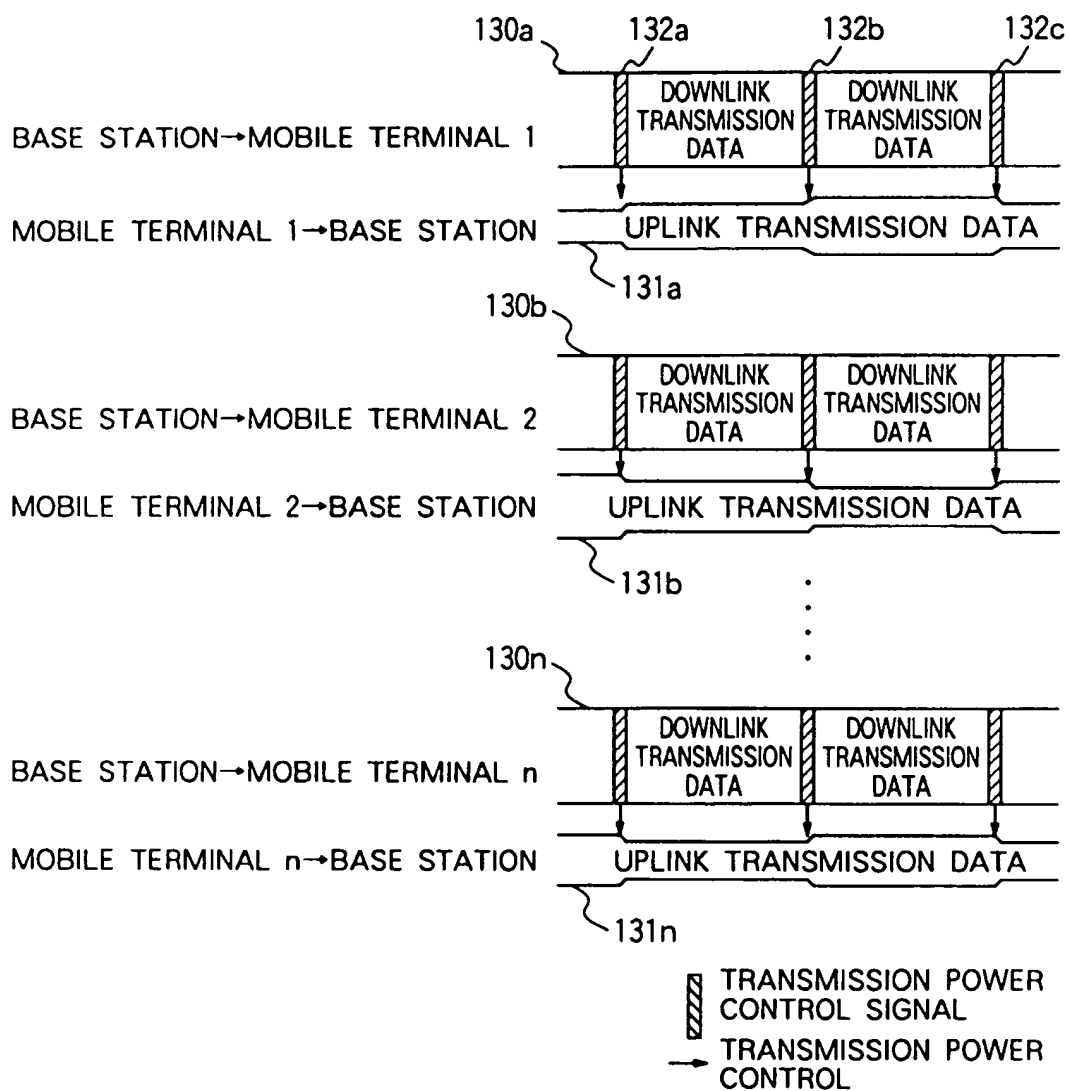 130a 132a 132b 132c
DOWNLINK DOWNLINK
TRANSMISSION TRANSMISSION
DATA DATA
BASE STATION→MOBILE TERMINAL 1
MOBILE TERMINAL 1→BASE STATION UPLINK TRANSMISSION DATA
131a
130b
DOWNLINK DOWNLINK
TRANSMISSION TRANSMISSION
DATA DATA
BASE STATION→MOBILE TERMINAL 2
MOBILE TERMINAL 2→BASE STATION UPLINK TRANSMISSION DATA
131b
130n
DOWNLINK DOWNLINK
TRANSMISSION TRANSMISSION
DATA DATA
BASE STATION→MOBILE TERMINAL n
MOBILE TERMINAL n→BASE STATION UPLINK TRANSMISSION DATA
131n
TRANSMISSION POWER
CONTROL SIGNAL
TRANSMISSION POWER
CONTROL